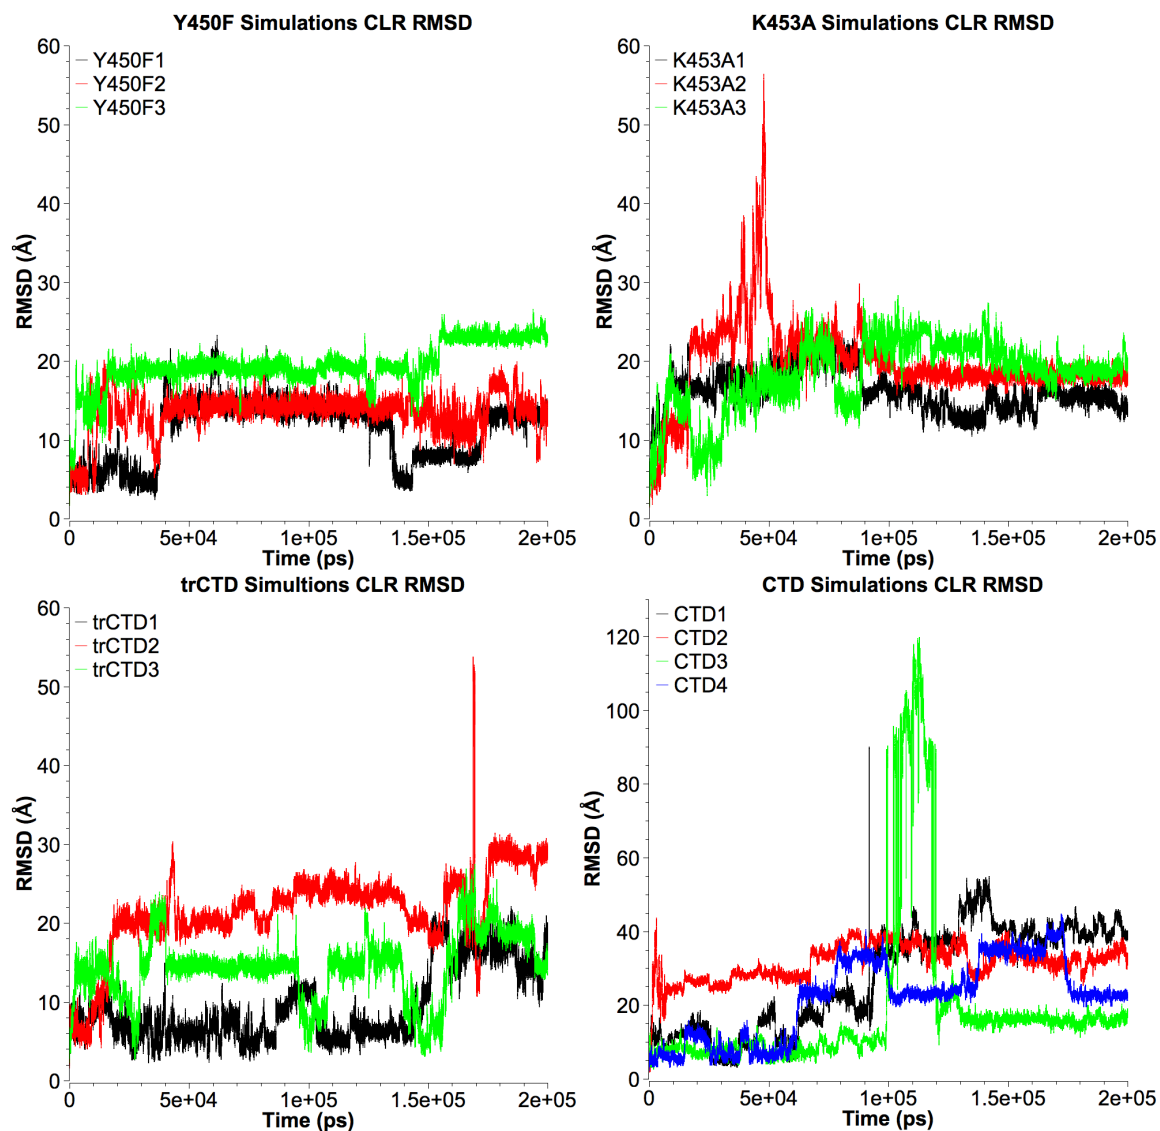 Y450F Simulations CLR RMSD
Y450F1
Y450F2
Y450F3
60
50
40
30
20
10
0
RMSD (Å)
0
5e+04
1e+05
1.5e+05
2e+05
Time (ps)
K453A Simulations CLR RMSD
K453A1
K453A2
K453A3
60
50
40
30
20
10
0
RMSD (Å)
0
5e+04
1e+05
1.5e+05
2e+05
Time (ps)
trCTD Simultions CLR RMSD
trCTD1
trCTD2
trCTD3
60
50
40
30
20
10
0
RMSD (Å)
0
5e+04
1e+05
1.5e+05
2e+05
Time (ps)
CTD Simulations CLR RMSD
CTD1
CTD2
CTD3
CTD4
120
100
80
60
40
20
0
RMSD (Å)
0
5e+04
1e+05
1.5e+05
2e+05
Time (ps)